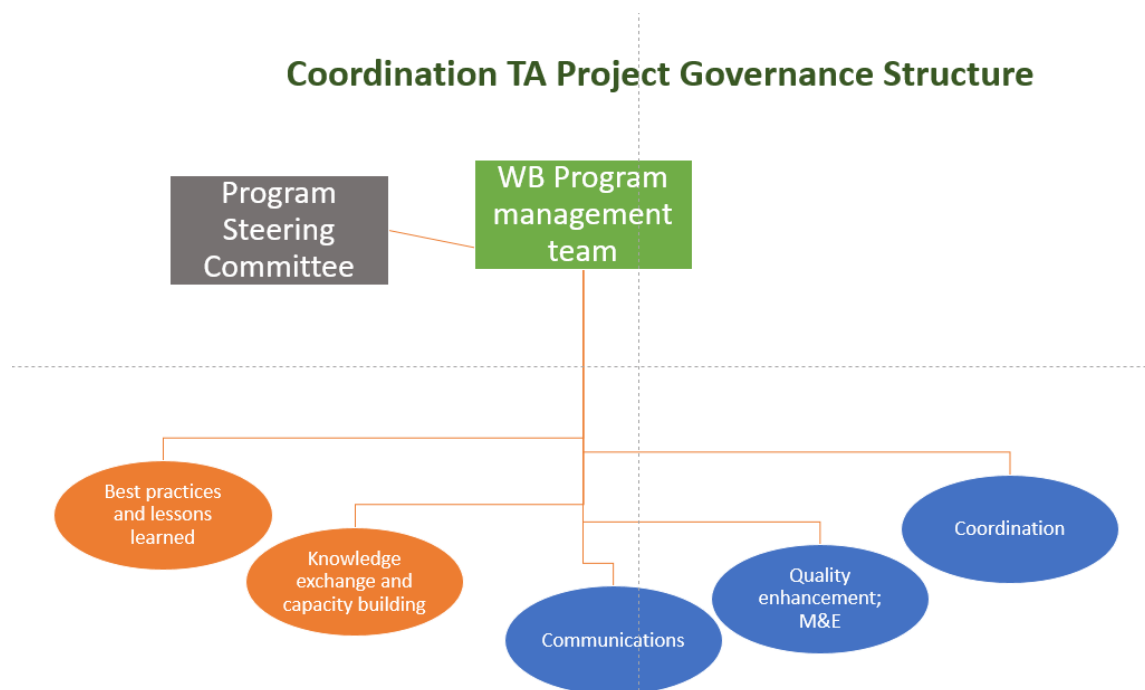 Coordination TA Project Governance Structure
Program
Steering
Committee
WB Program
management
team
Best practices
and lessons
learned
Knowledge
exchange and
capacity building
Communications
Quality
enhancement;
M&E
Coordination